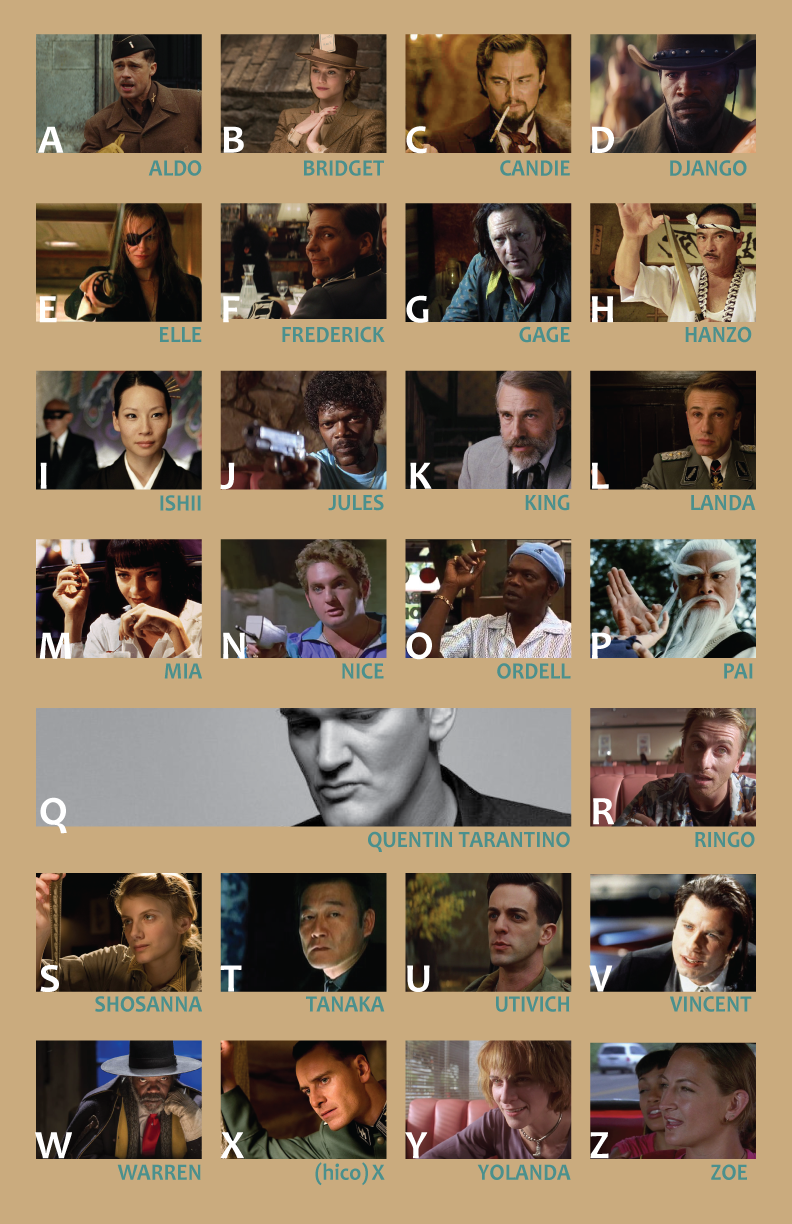 A
ALDO
B
BRIDGET
C
CANDIE
D
DJANGO
E
ELLE
F
FREDERICK
G
GAGE
H
HANZO
I
ISHII
J
JULES
K
KING
L
LANDA
M
MIA
N
NICE
O
ORDELL
P
PAI
Q
QUENTIN TARANTINO
R
RINGO
S
SHOSANNA
T
TANAKA
U
UTIVICH
V
VINCENT
W
WARREN
X
(hico) X
Y
YOLANDA
Z
ZOE